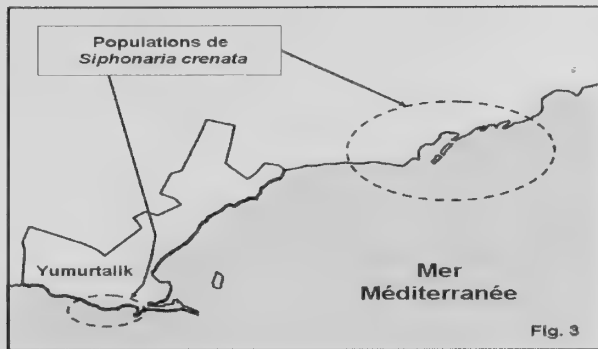 Populations de
Siphonaria crenata
Yumurtalik
Mer
Méditerranée
Fig. 3